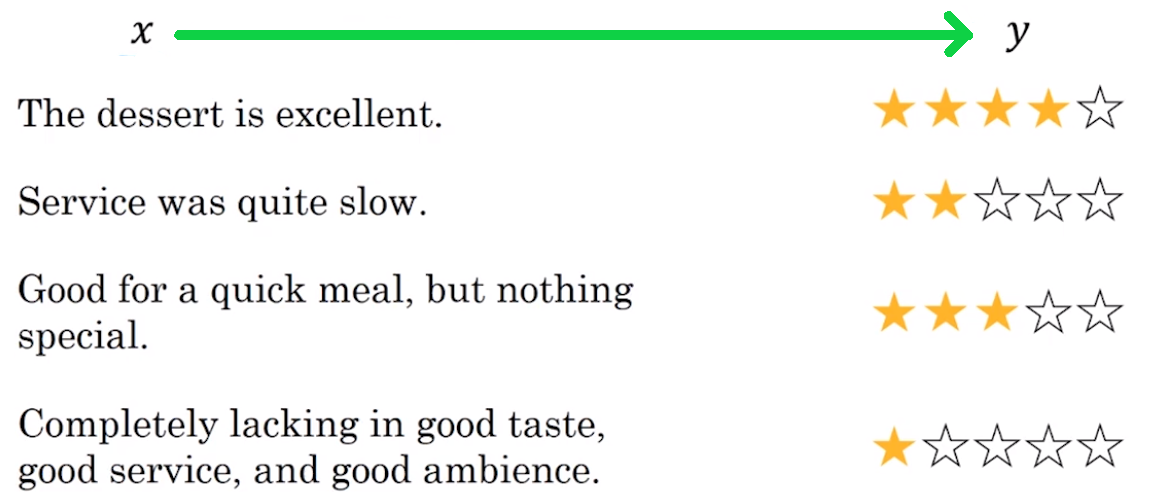 x y
The dessert is excellent.
Service was quite slow.
Good for a quick meal, but nothing
special.
Completely lacking in good taste,
good service, and good ambience.